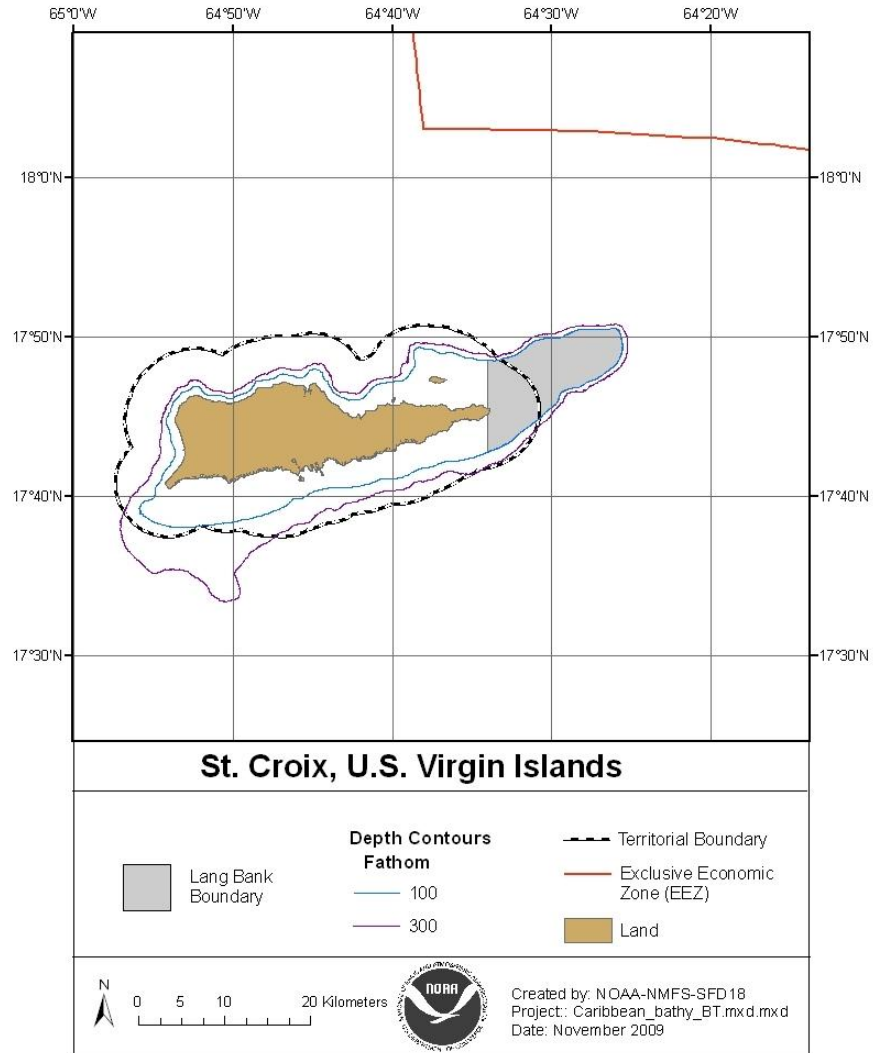 65°0'W 64°50'W 64°40'W 64°30'W 64°20'W
18°0'N 18°0'N
17°50'N 17°50'N
17°40'N 17°40'N
17°30'N 17°30'N
St. Croix, U.S. Virgin Islands
Lang Bank
Boundary
Depth Contours
Fathom
100
300
Territorial Boundary
Exclusive Economic
Zone (EEZ)
Land
N
0 5 10 20 Kilometers
NOAA
Created by: NOAA-NMFS-SFD18
Project:: Caribbean_bathy_BT.mxd.mxd
Date: November 2009